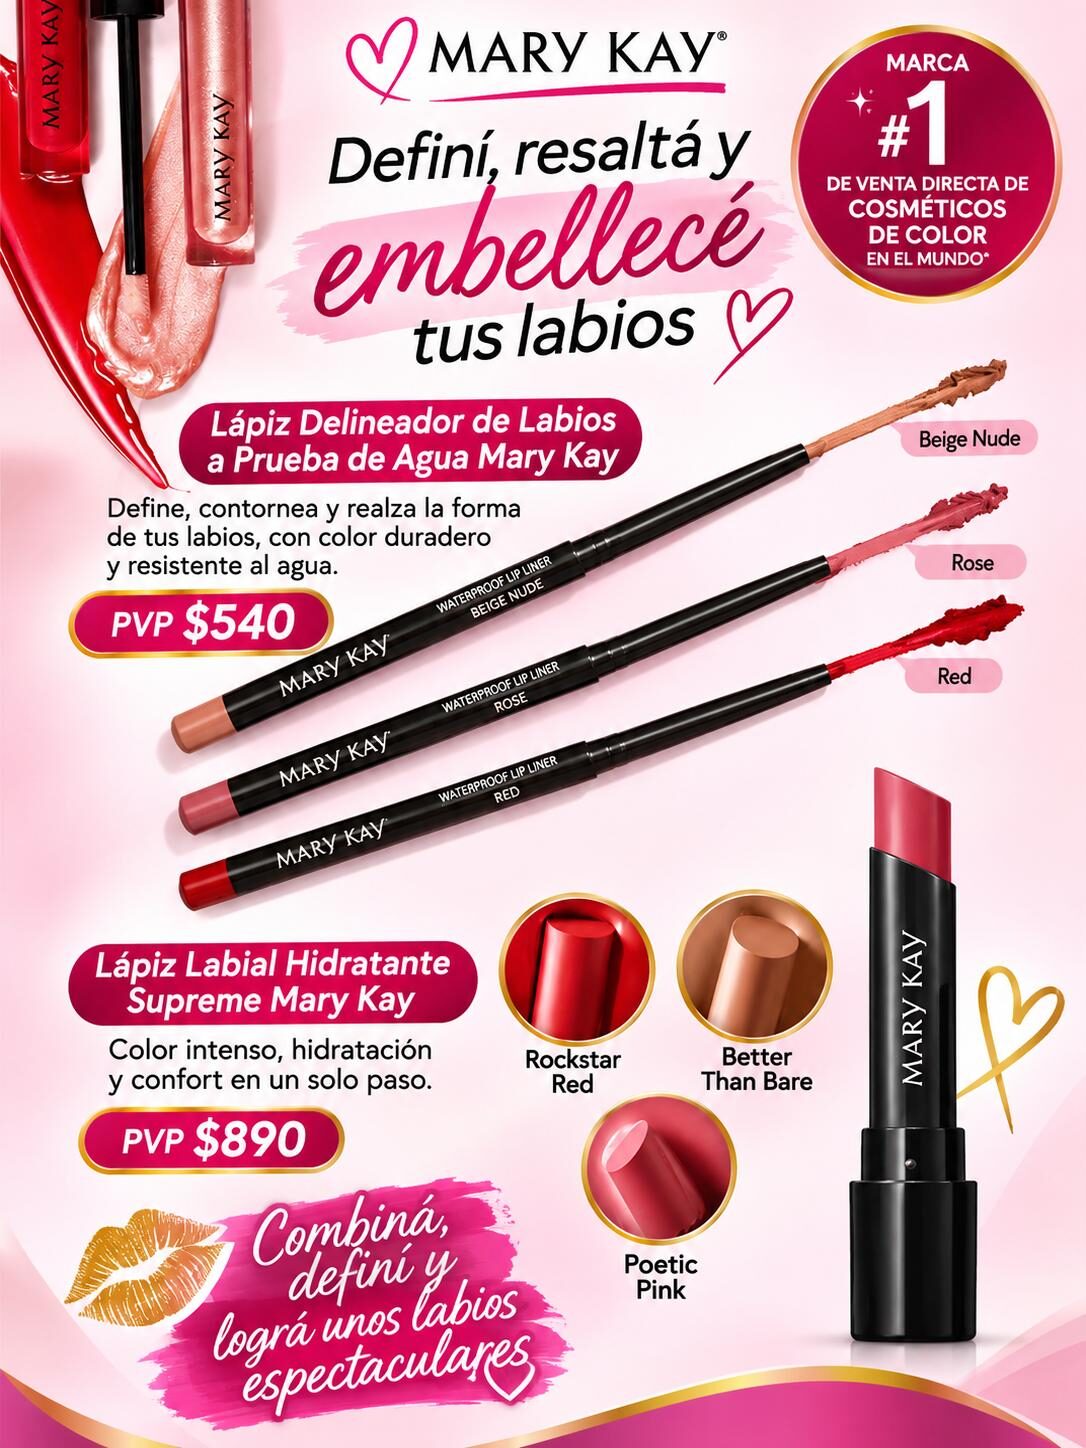 MARY KAY
MARY KAY
MARY KAY®
MARCA
#1
DE VENTA DIRECTA DE
COSMÉTICOS
DE COLOR
EN EL MUNDO*
Definí, resaltá y
embellecé
tus labios
Lápiz Delineador de Labios
a Prueba de Agua Mary Kay
Define, contornea y realza la forma
de tus labios, con color duradero
y resistente al agua.
PVP $540
Beige Nude
Rose
Red
MARY KAY
WATERPROOF LIP LINER
BEIGE NUDE
MARY KAY
WATERPROOF LIP LINER
ROSE
MARY KAY
WATERPROOF LIP LINER
RED
Lápiz Labial Hidratante
Supreme Mary Kay
Color intenso, hidratación
y confort en un solo paso.
PVP $890
Rockstar
Red
Better
Than Bare
Poetic
Pink
MARY KAY
Combiná,
definí y
lográ unos labios
espectaculares